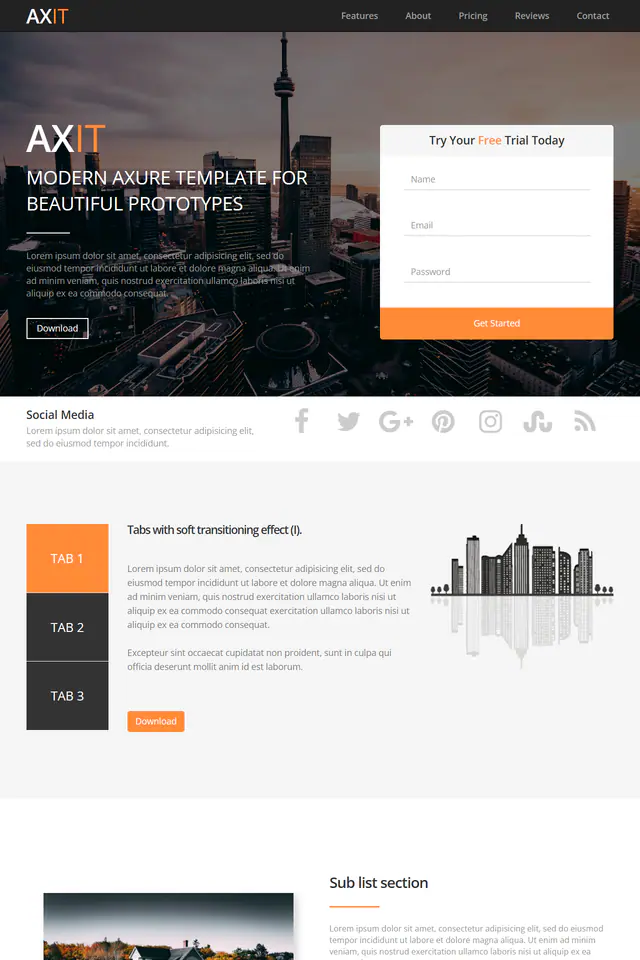 AXIT
Features
About
Pricing
Reviews
Contact
AXIT
MODERN AXURE TEMPLATE FOR
BEAUTIFUL PROTOTYPES
Lorem ipsum dolor sit amet, consectetur adipisicing elit, sed do
eiusmod tempor incididunt ut labore et dolore magna aliqua. Ut enim
ad minim veniam, quis nostrud exercitation ullamco laboris nisi ut
aliquip ex ea commodo consequat.
Download
Try Your Free Trial Today
Name
Email
Password
Get Started
Social Media
Lorem ipsum dolor sit amet, consectetur adipisicing elit,
sed do eiusmod tempor incididunt.
TAB 1
TAB 2
TAB 3
Tabs with soft transitioning effect (I).
Lorem ipsum dolor sit amet, consectetur adipisicing elit, sed do
eiusmod tempor incididunt ut labore et dolore magna aliqua. Ut enim
ad minim veniam, quis nostrud exercitation ullamco laboris nisi ut
aliquip ex ea commodo consequat exercitation ullamco laboris nisi ut
aliquip ex ea commodo consequat.
Excepteur sint occaecat cupidatat non proident, sunt in culpa qui
officia deserunt mollit anim id est laborum.
Download
Sub list section
Lorem ipsum dolor sit amet, consectetur adipisicing elit, sed do
eiusmod tempor incididunt ut labore et dolore magna aliqua. Ut enim
ad minim veniam, quis nostrud exercitation ullamco laboris nisi ut